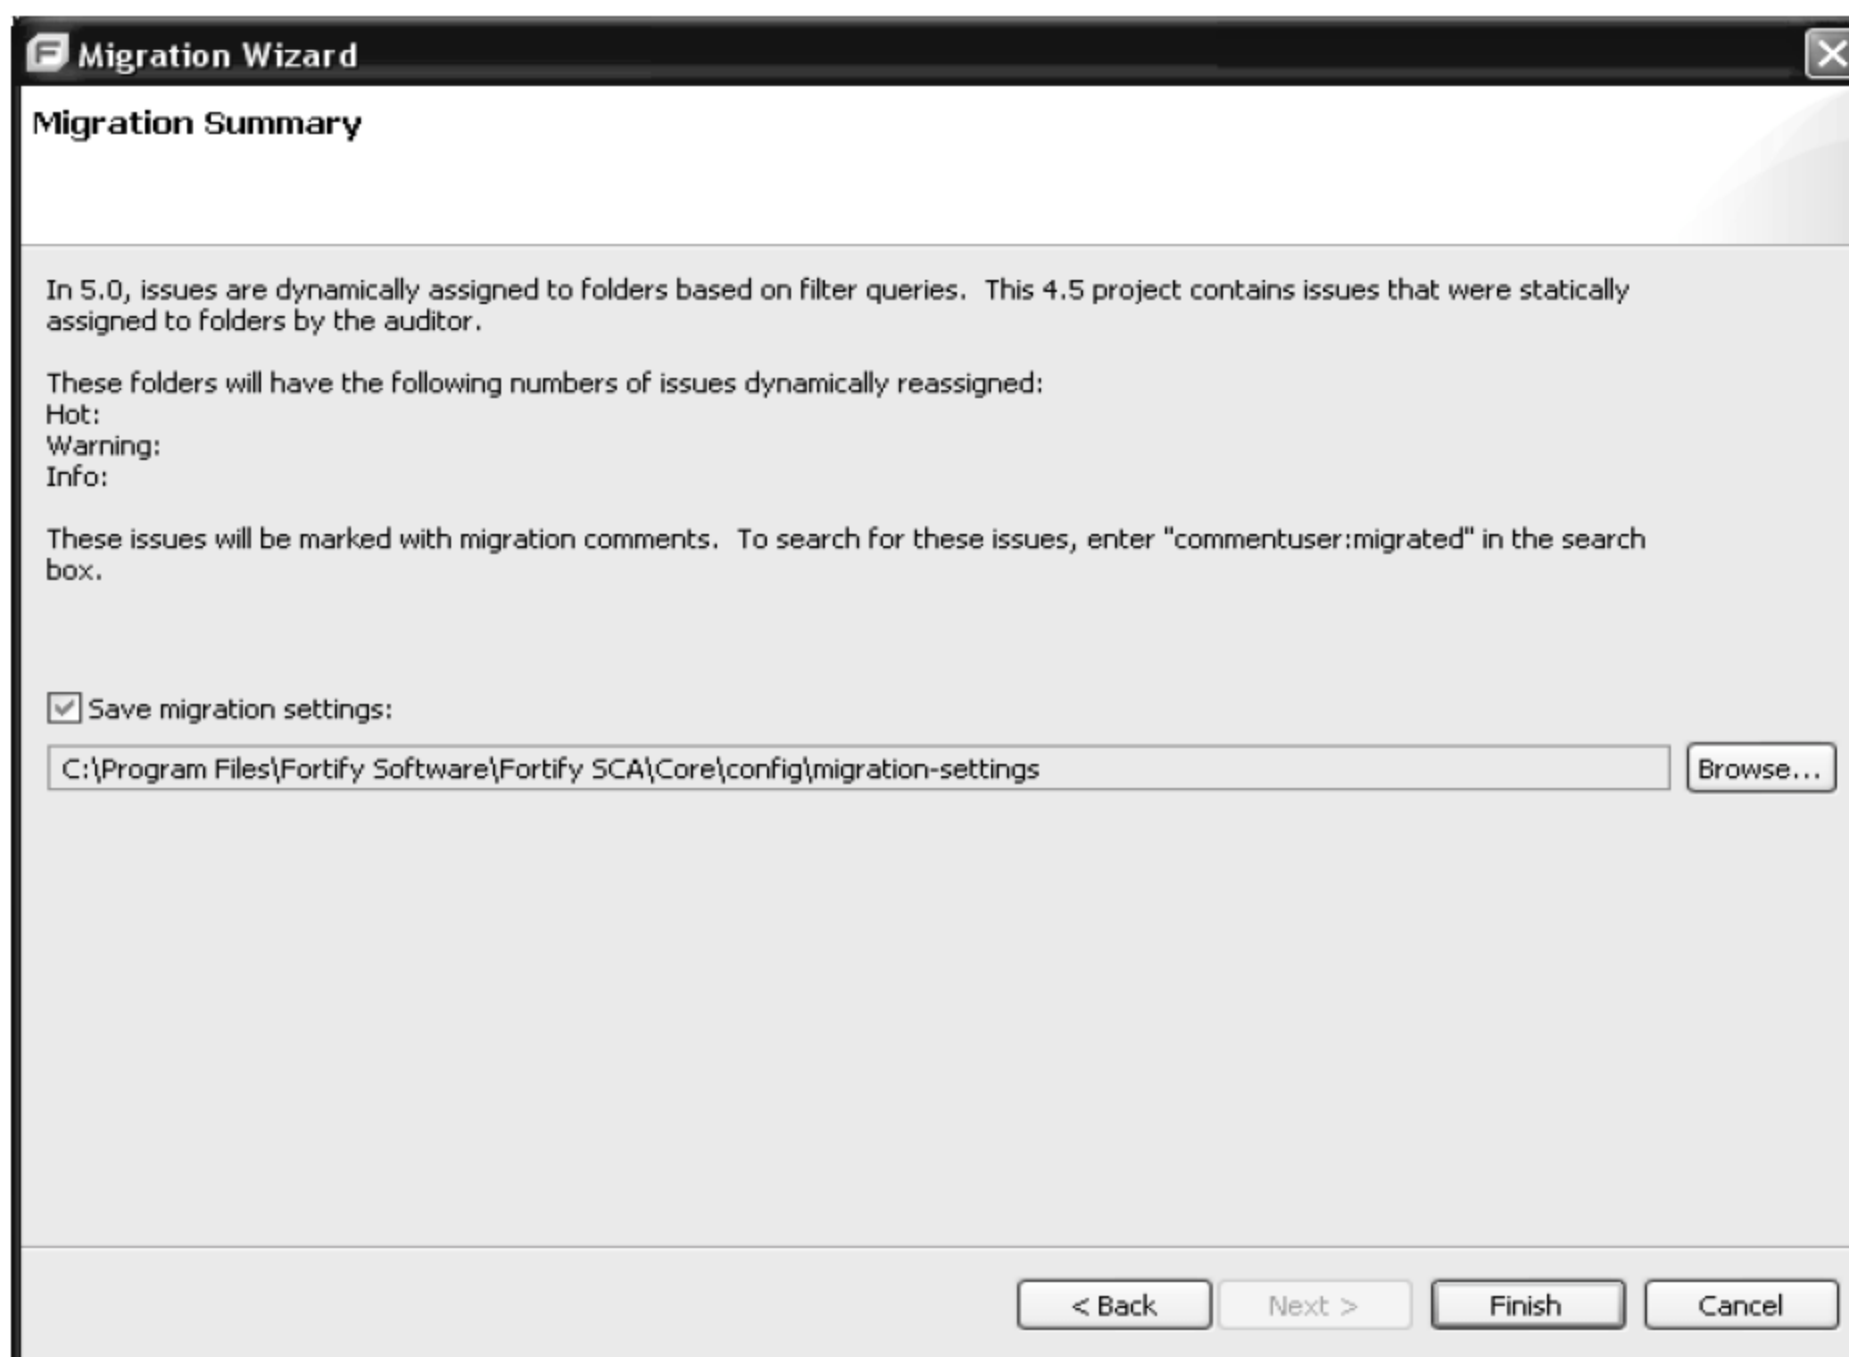 Migration Wizard
Migration Summary
In 5.0, issues are dynamically assigned to folders based on filter queries.  This 4.5 project contains issues that were statically
assigned to folders by the auditor.
These folders will have the following numbers of issues dynamically reassigned:
Hot:
Warning:
Info:
These issues will be marked with migration comments.  To search for these issues, enter "commentuser:migrated" in the search
box.
Save migration settings:
C:\Program Files\Fortify Software\Fortify SCA\Core\config\migration-settings
Browse...
< Back
Next >
Finish
Cancel